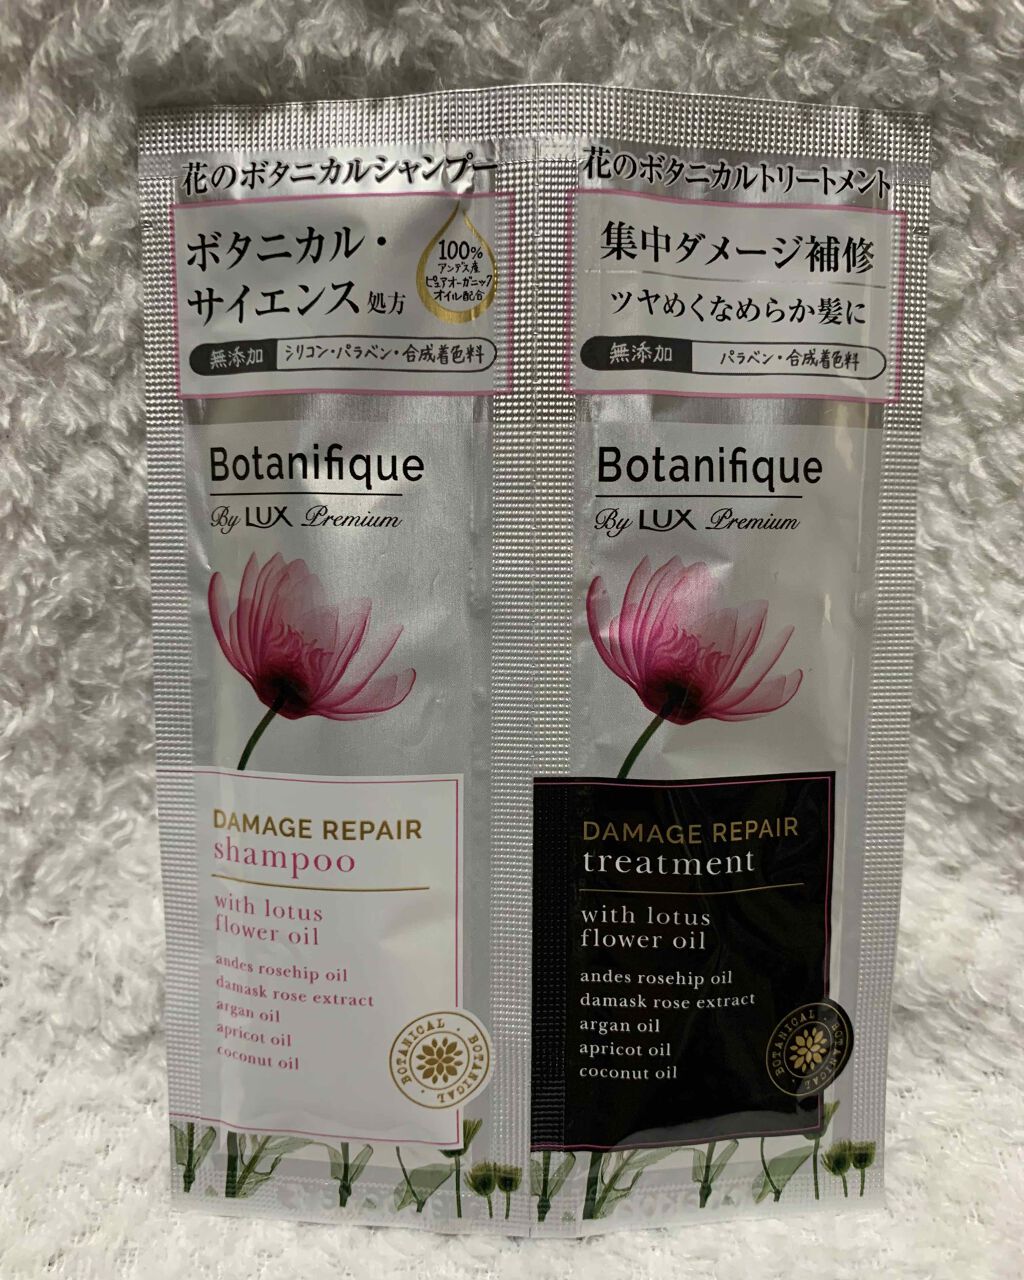 花のボタニカルシャンプー
ボタニカル・
サイエンス処方
100%
アンデス産
ピュアオーガニック
オイル配合
無添加 シリコン・パラベン・合成着色料
Botanifique
By LUX Premium
DAMAGE REPAIR
shampoo
with lotus
flower oil
andes rosehip oil
damask rose extract
argan oil
apricot oil
coconut oil
BOTANICAL · BOTANICAL ·
花のボタニカルトリートメント
集中ダメージ補修
ツヤめくなめらか髪に
無添加 パラベン・合成着色料
Botanifique
By LUX Premium
DAMAGE REPAIR
treatment
with lotus
flower oil
andes rosehip oil
damask rose extract
argan oil
apricot oil
coconut oil
BOTANICAL · BOTANICAL ·